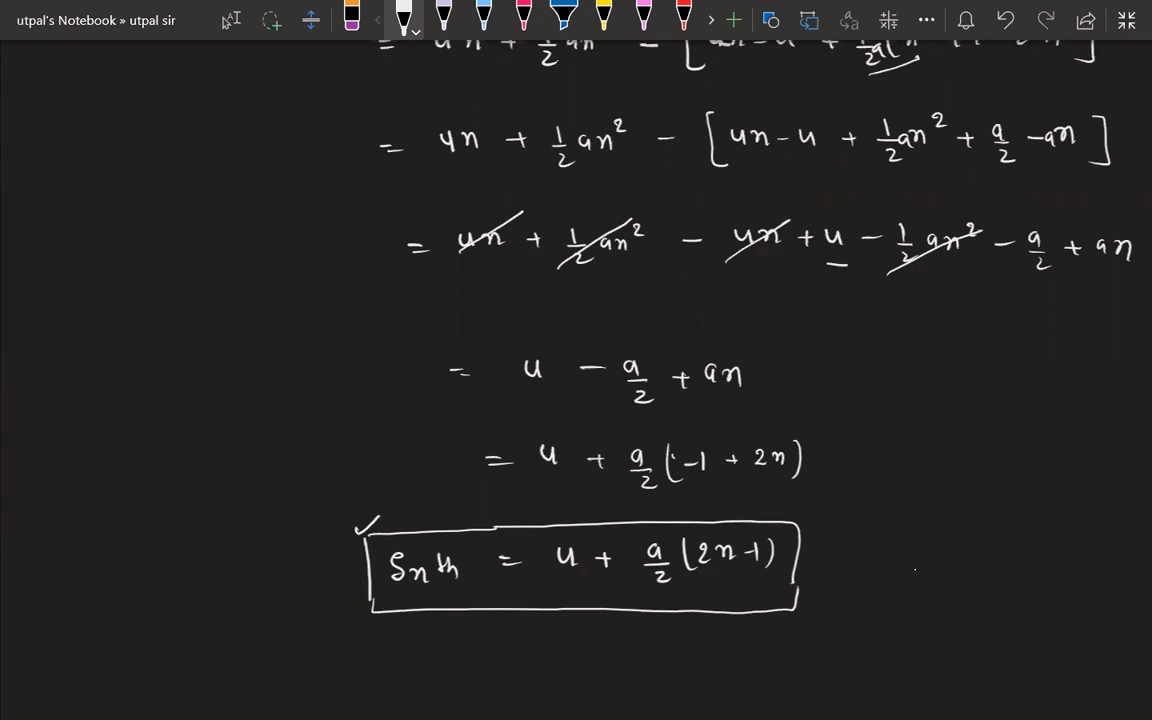 utpal's Notebook » utpal sir
= un + 1/2 an² - [un - u + 1/2 an² + a/2 - an]
= un + 1/2 an² - un + u - 1/2 an² - a/2 + an
= u - a/2 + an
= u + a/2 (-1 + 2n)
Snth = u + a/2 (2n-1)